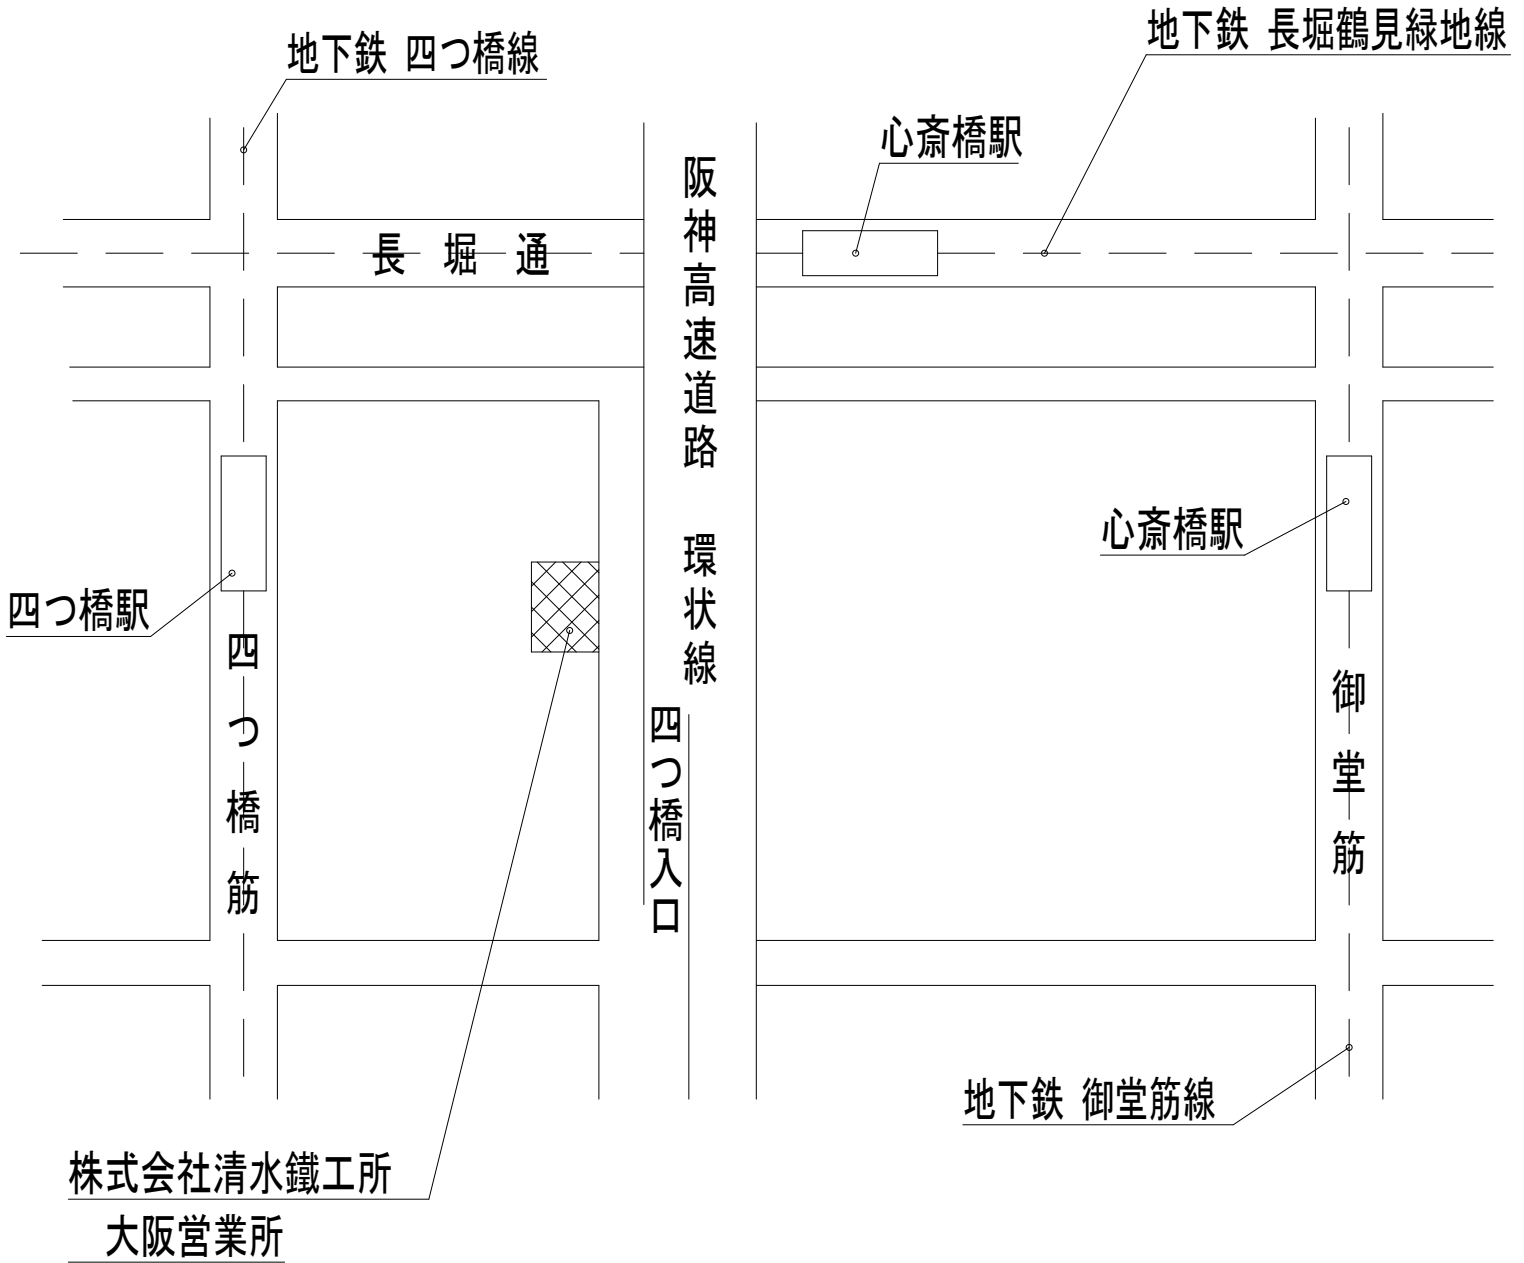 地下鉄 四つ橋線
地下鉄 長堀鶴見緑地線
心斎橋駅
長堀通
阪神高速道路 環状線
心斎橋駅
四つ橋駅
四つ橋筋
四つ橋入口
御堂筋
地下鉄 御堂筋線
株式会社清水鐵工所
大阪営業所